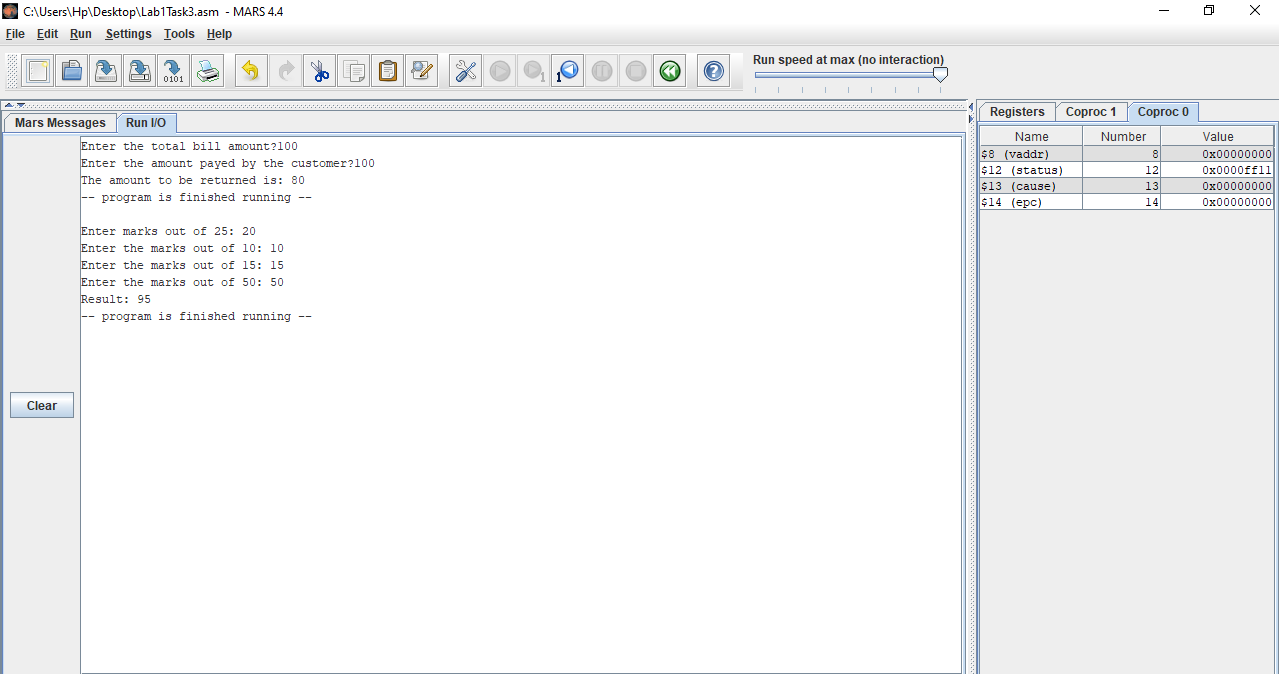 C:\Users\Hp\Desktop\Lab1Task3.asm - MARS 4.4
File Edit Run Settings Tools Help
0101
1
1
Run speed at max (no interaction)
Mars Messages Run I/O
Enter the total bill amount?100
Enter the amount payed by the customer?100
The amount to be returned is: 80
-- program is finished running --
Enter marks out of 25: 20
Enter the marks out of 10: 10
Enter the marks out of 15: 15
Enter the marks out of 50: 50
Result: 95
-- program is finished running --
Clear
Registers Coproc 1 Coproc 0
Name Number Value
$8 (vaddr) 8 0x00000000
$12 (status) 12 0x0000ff11
$13 (cause) 13 0x00000000
$14 (epc) 14 0x00000000